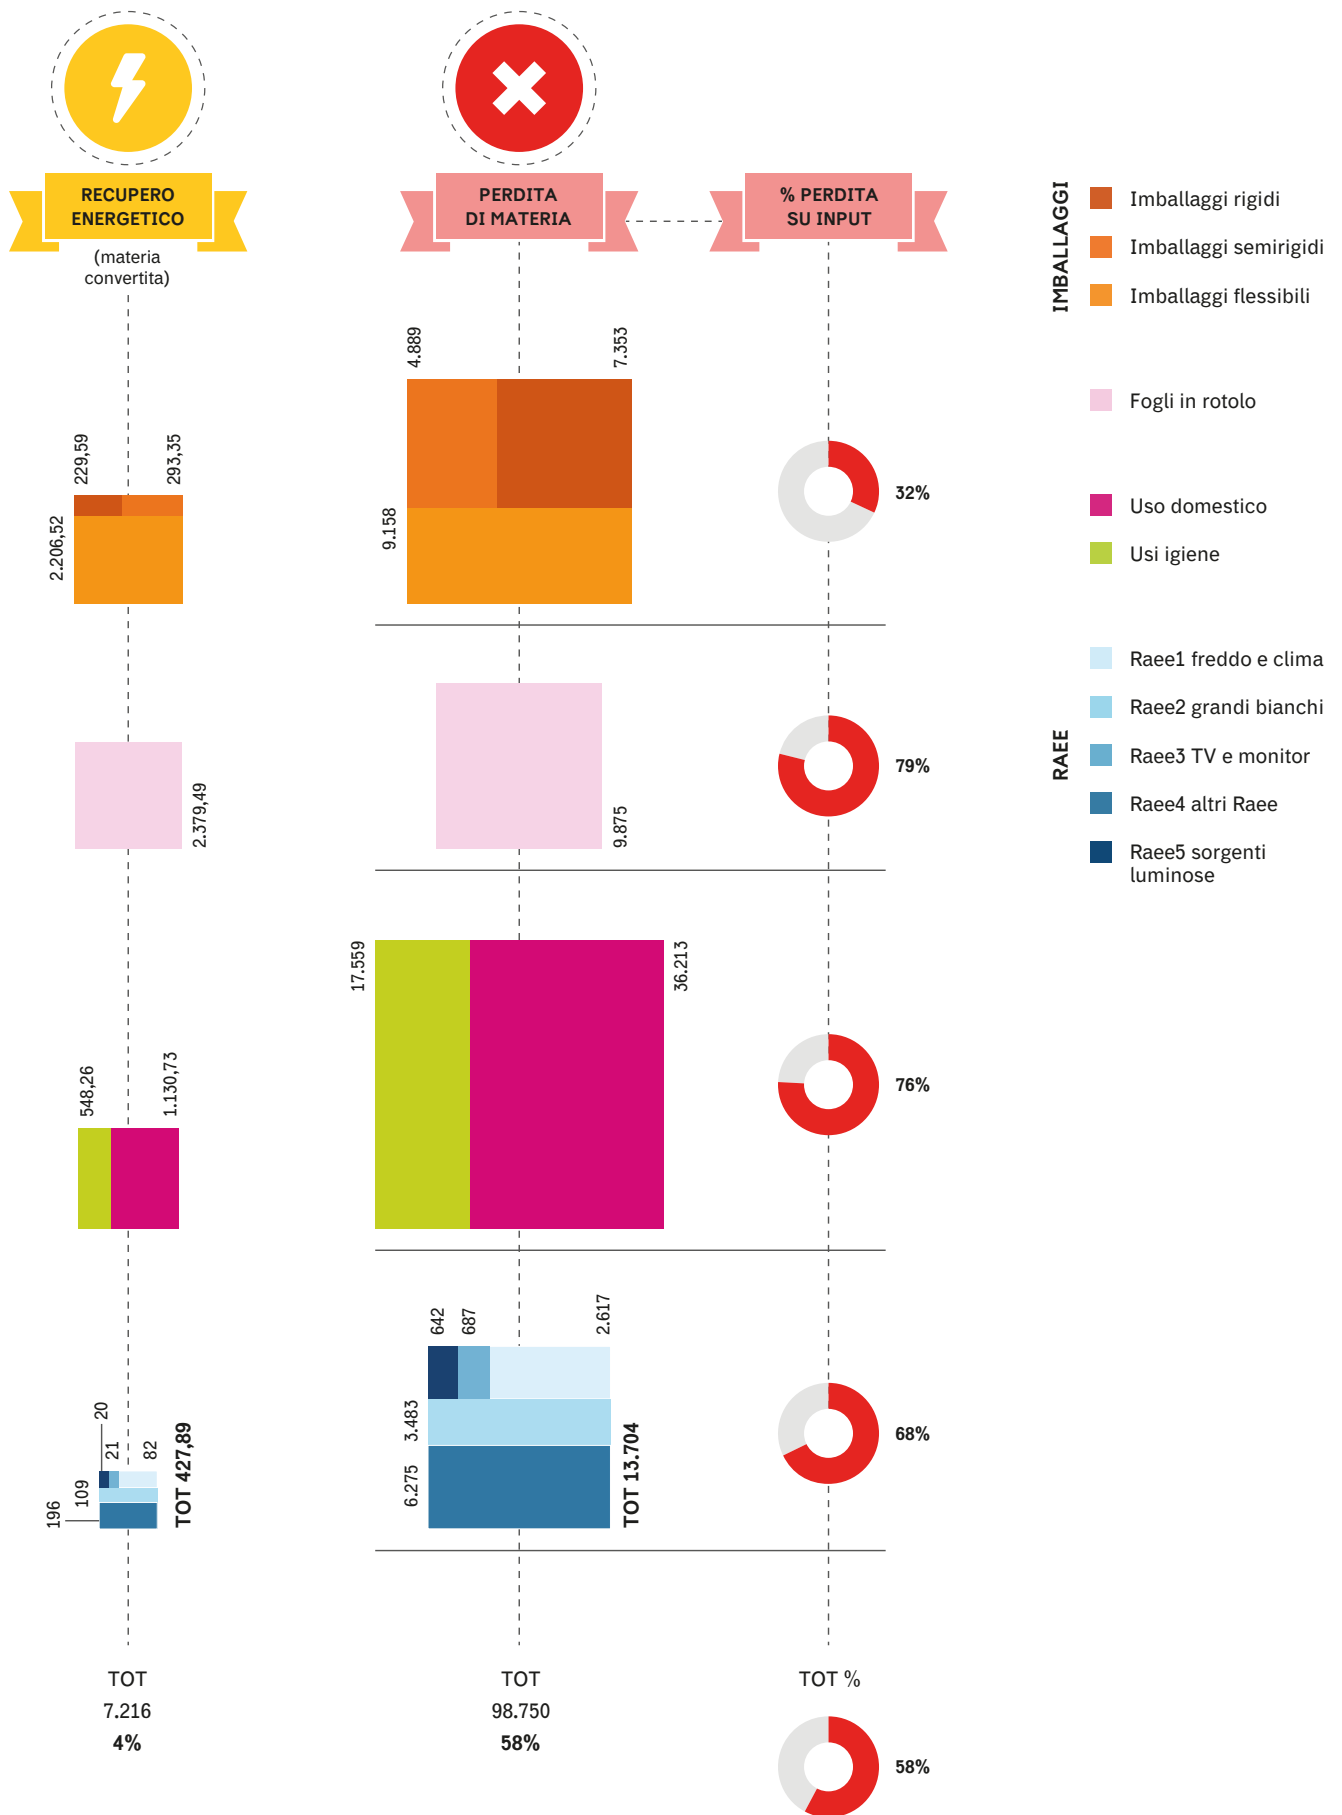 RECUPERO
ENERGETICO
(materia
convertita)
PERDITA
DI MATERIA
% PERDITA
SU INPUT
IMBALLAGGI
Imballaggi rigidi
Imballaggi semirigidi
Imballaggi flessibili
Fogli in rotolo
Uso domestico
Usi igiene
RAEE
Raee1 freddo e clima
Raee2 grandi bianchi
Raee3 TV e monitor
Raee4 altri Raee
Raee5 sorgenti
luminose
229,59
293,35
2.206,52
4.889
7.353
9.158
32%
2.379,49
9.875
79%
548,26
1.130,73
17.559
36.213
76%
20
21
82
109
196
TOT 427,89
642
687
2.617
3.483
6.275
TOT 13.704
68%
TOT
7.216
4%
TOT
98.750
58%
TOT %
58%